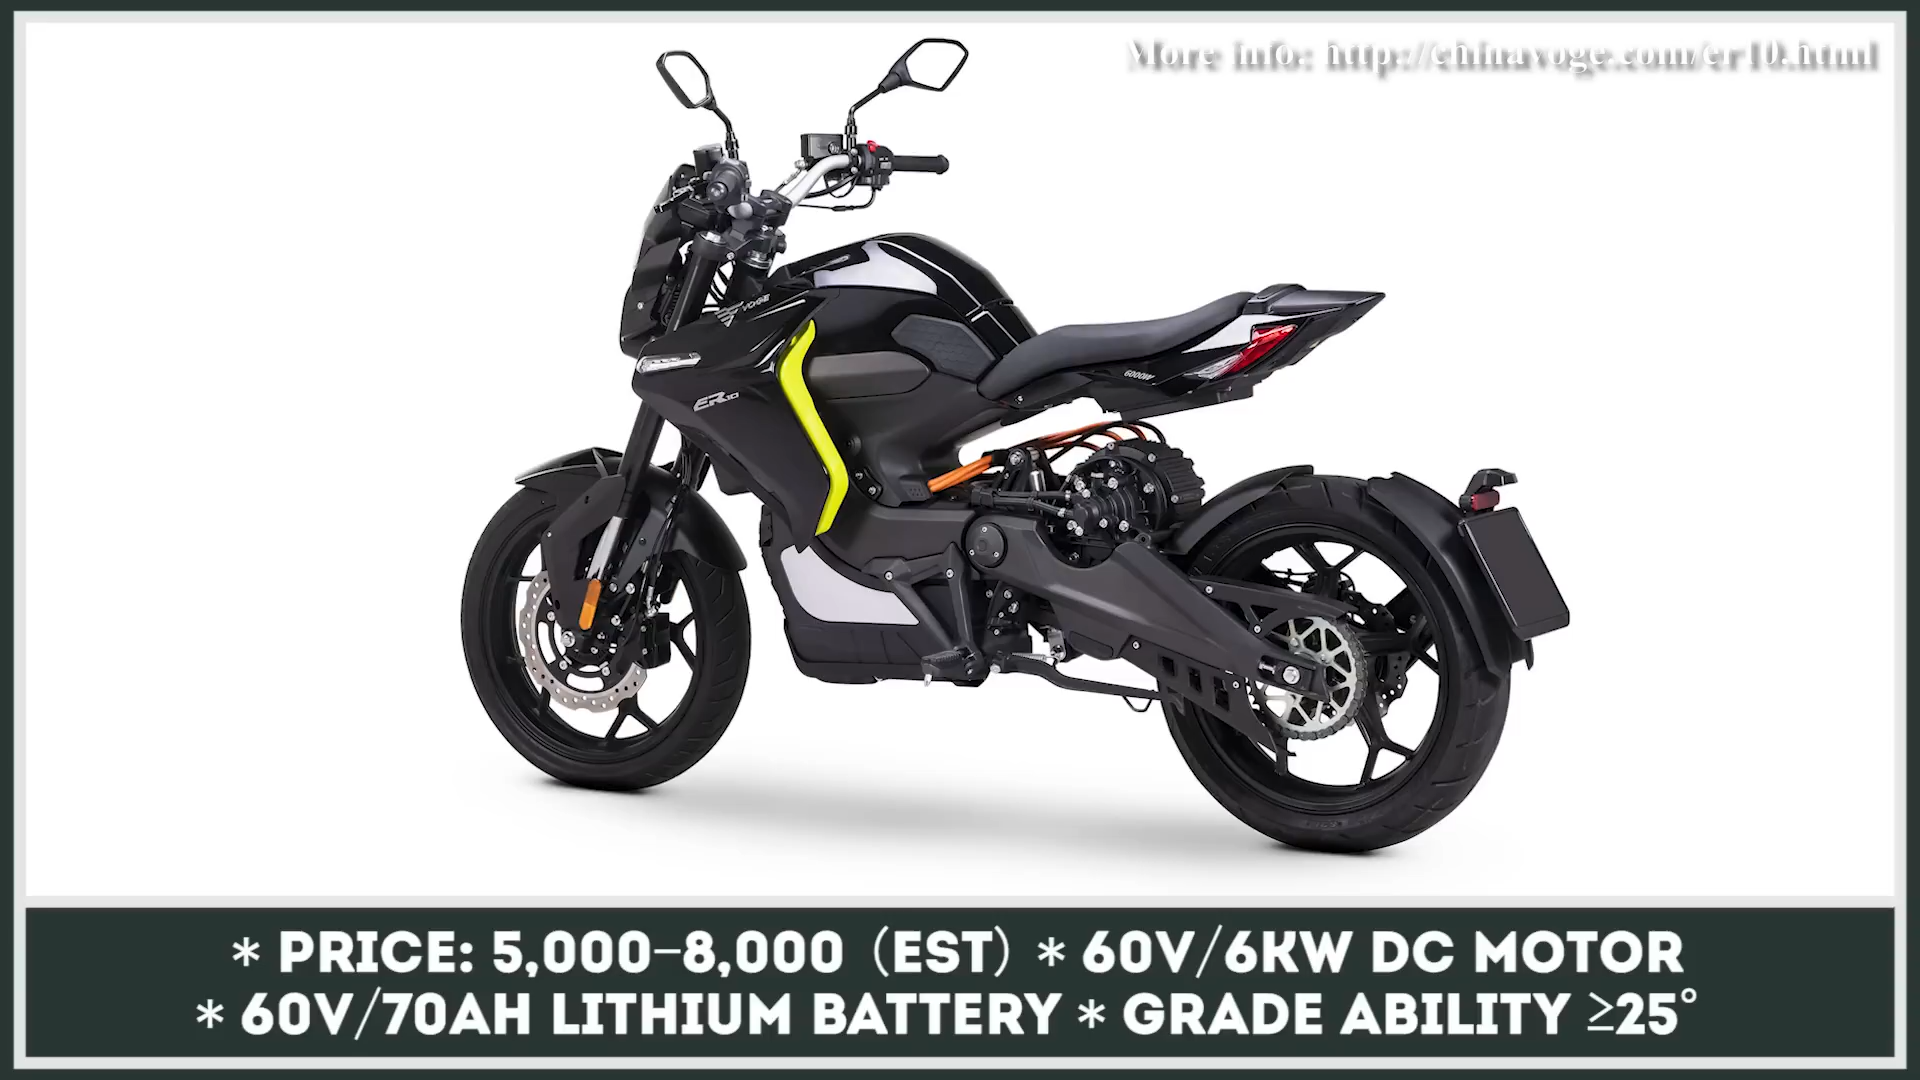 More info: http://chinavoge.com/er10.html
VOGE
ER10
6000W
* PRICE: 5,000-8,000 (EST) * 60V/6KW DC MOTOR
* 60V/70AH LITHIUM BATTERY * GRADE ABILITY ≥25°